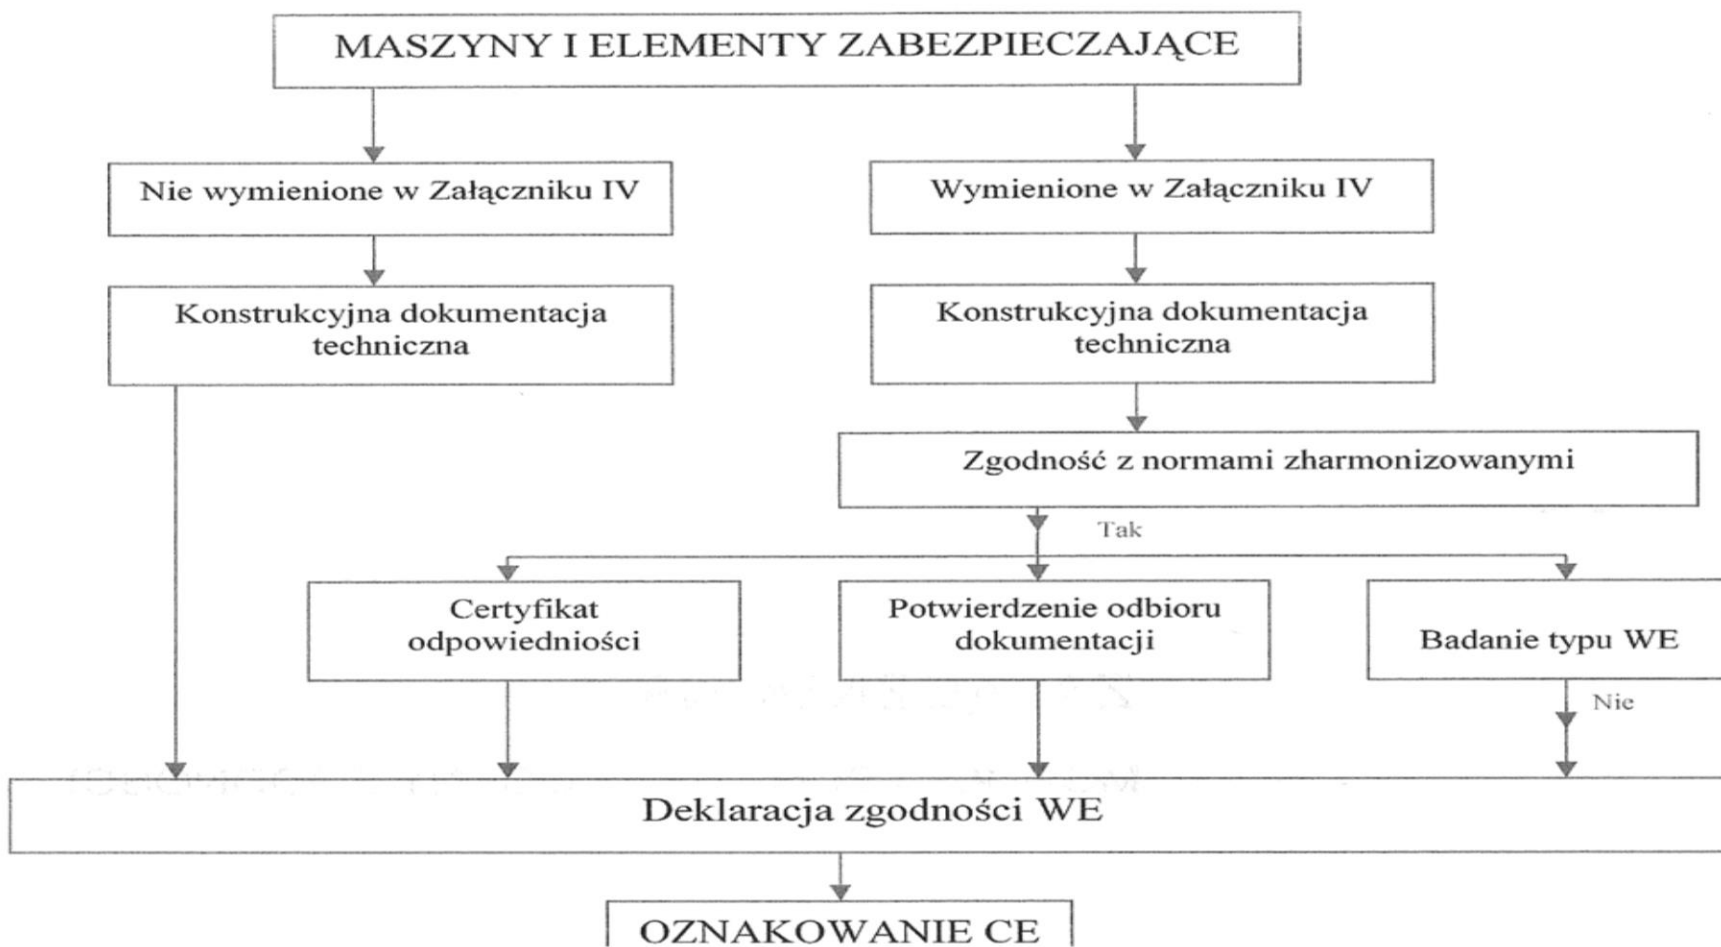 MASZYNY I ELEMENTY ZABEZPIECZAJĄCE
Nie wymienione w Załączniku IV
Wymienione w Załączniku IV
Konstrukcyjna dokumentacja
techniczna
Konstrukcyjna dokumentacja
techniczna
Zgodność z normami zharmonizowanymi
Tak
Certyfikat
odpowiedniości
Potwierdzenie odbioru
dokumentacji
Badanie typu WE
Nie
Deklaracja zgodności WE
OZNAKOWANIE CE